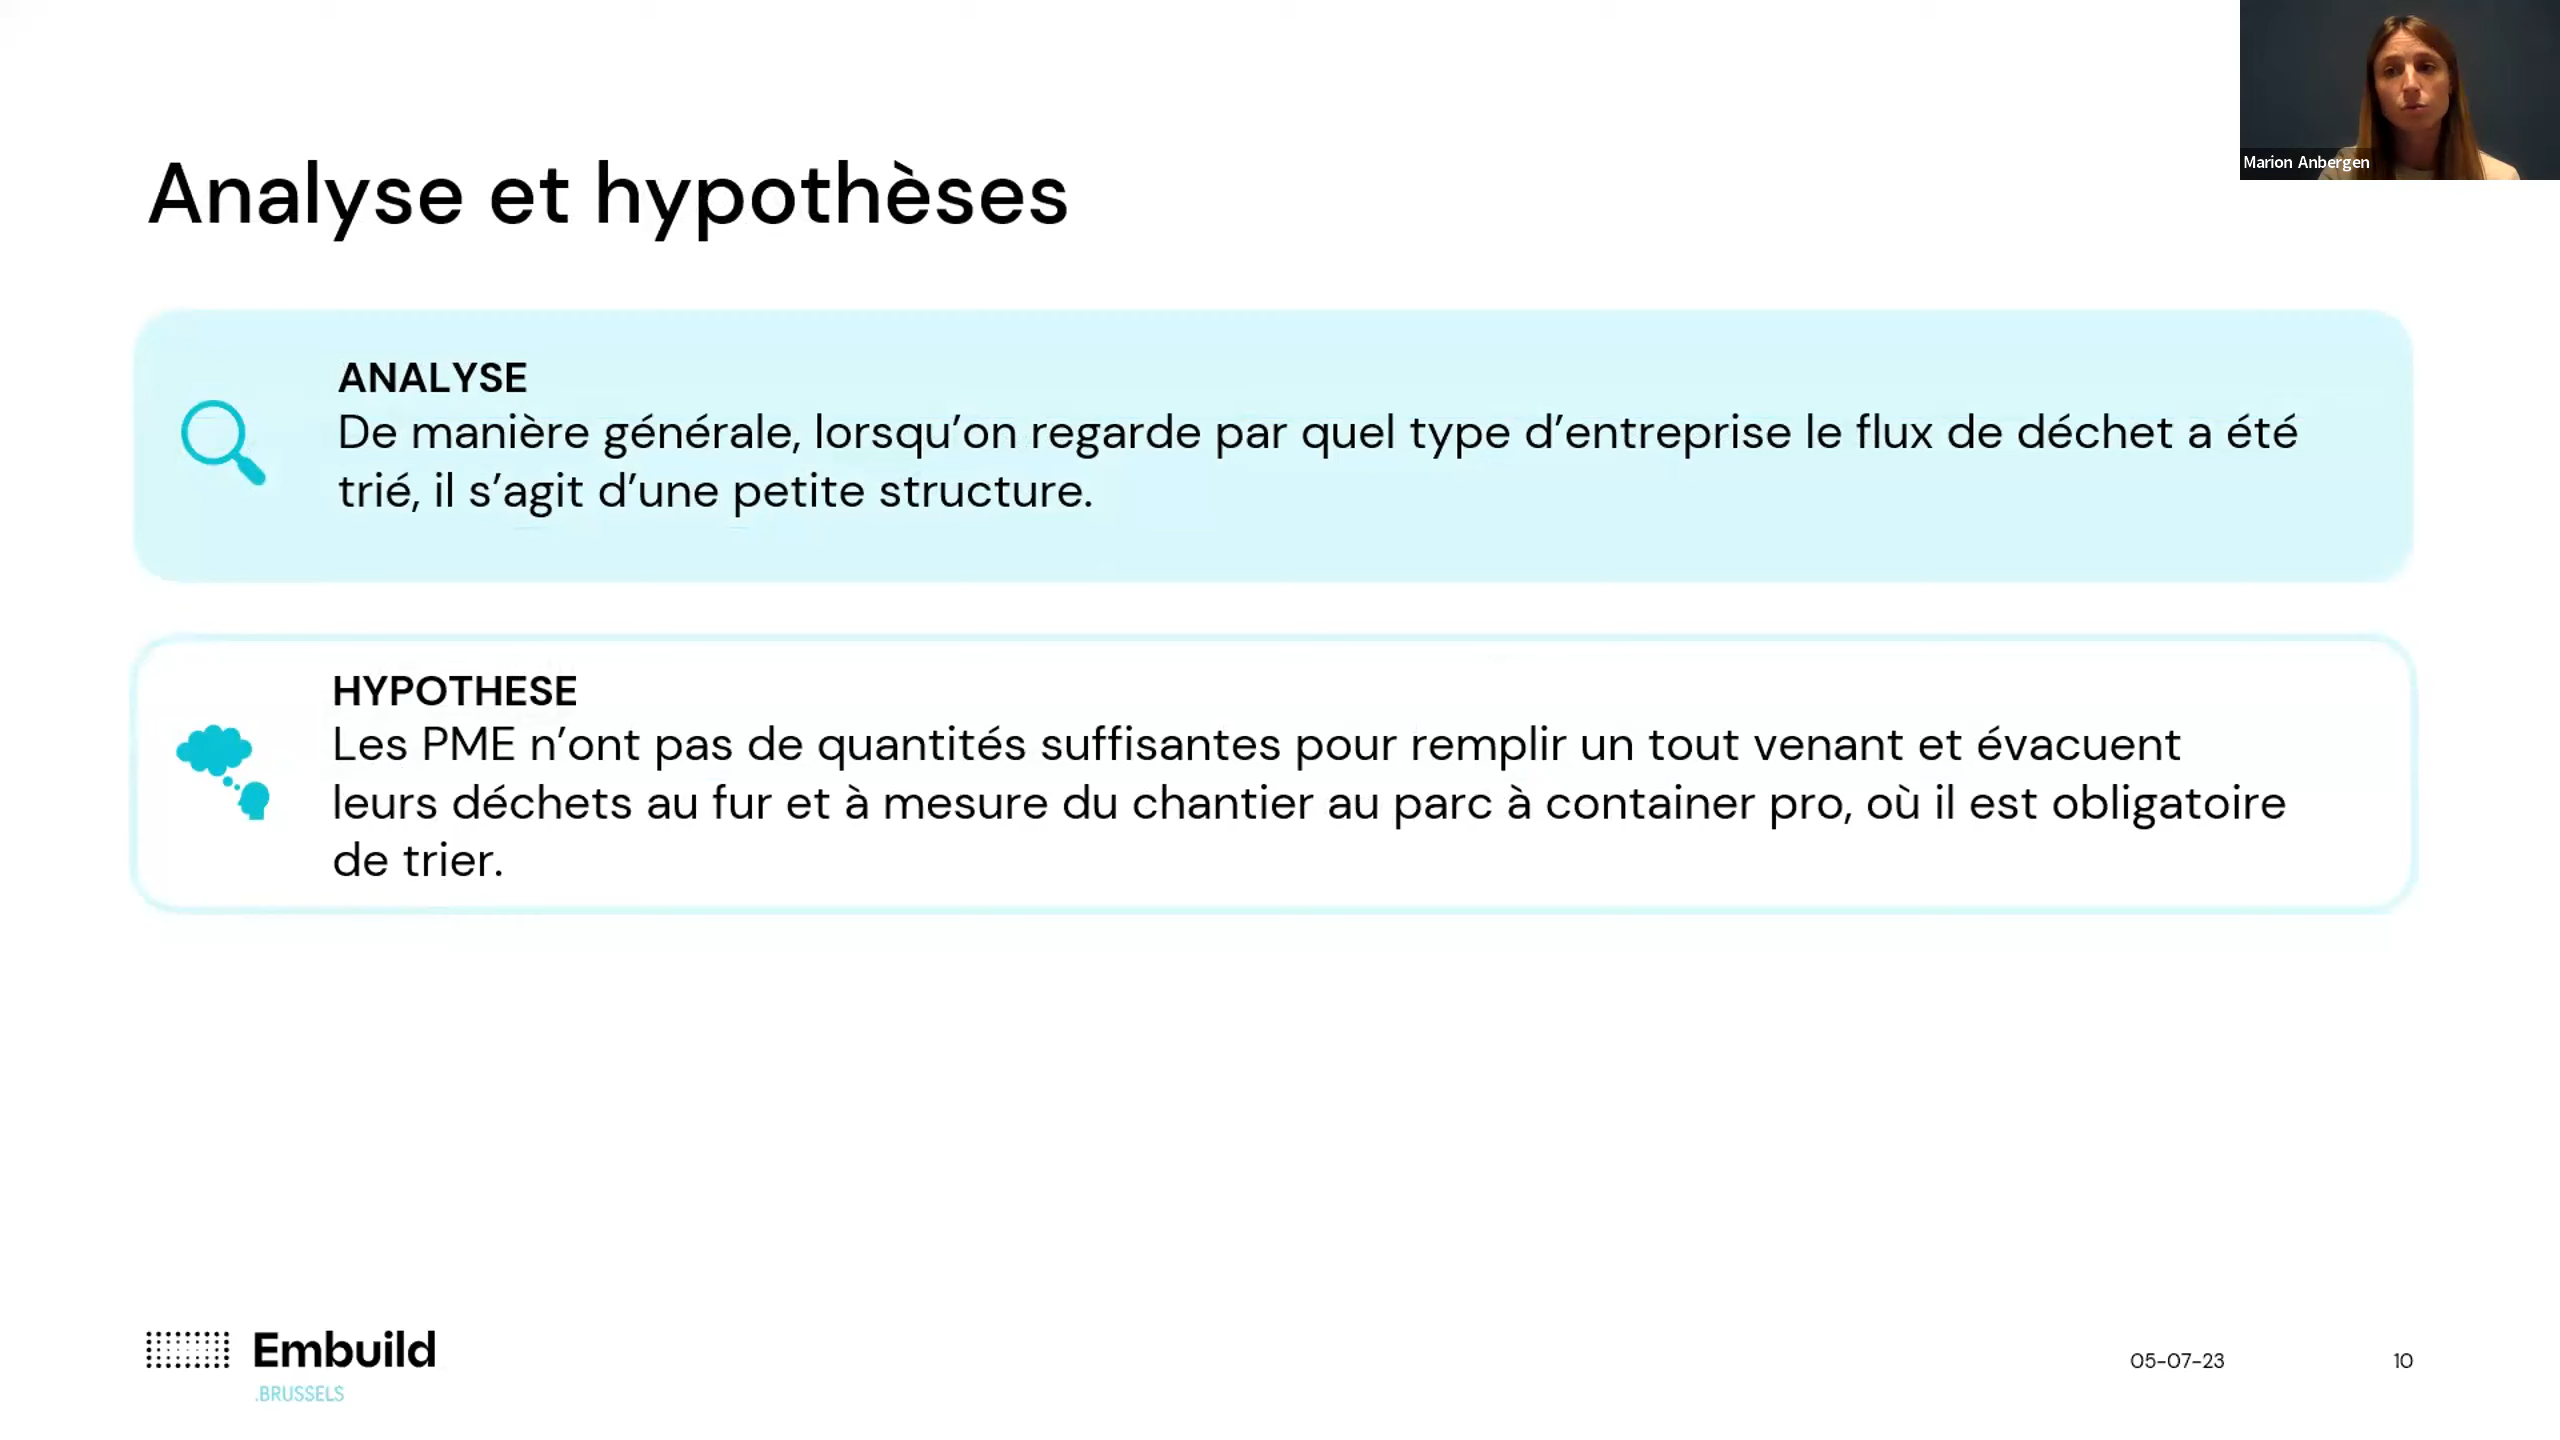 Marion Anbergen
Analyse et hypothèses
ANALYSE
De manière générale, lorsqu’on regarde par quel type d’entreprise le flux de déchet a été
trié, il s’agit d’une petite structure.
HYPOTHESE
Les PME n’ont pas de quantités suffisantes pour remplir un tout venant et évacuent
leurs déchets au fur et à mesure du chantier au parc à container pro, où il est obligatoire
de trier.
Embuild
.BRUSSELS
05-07-23
10